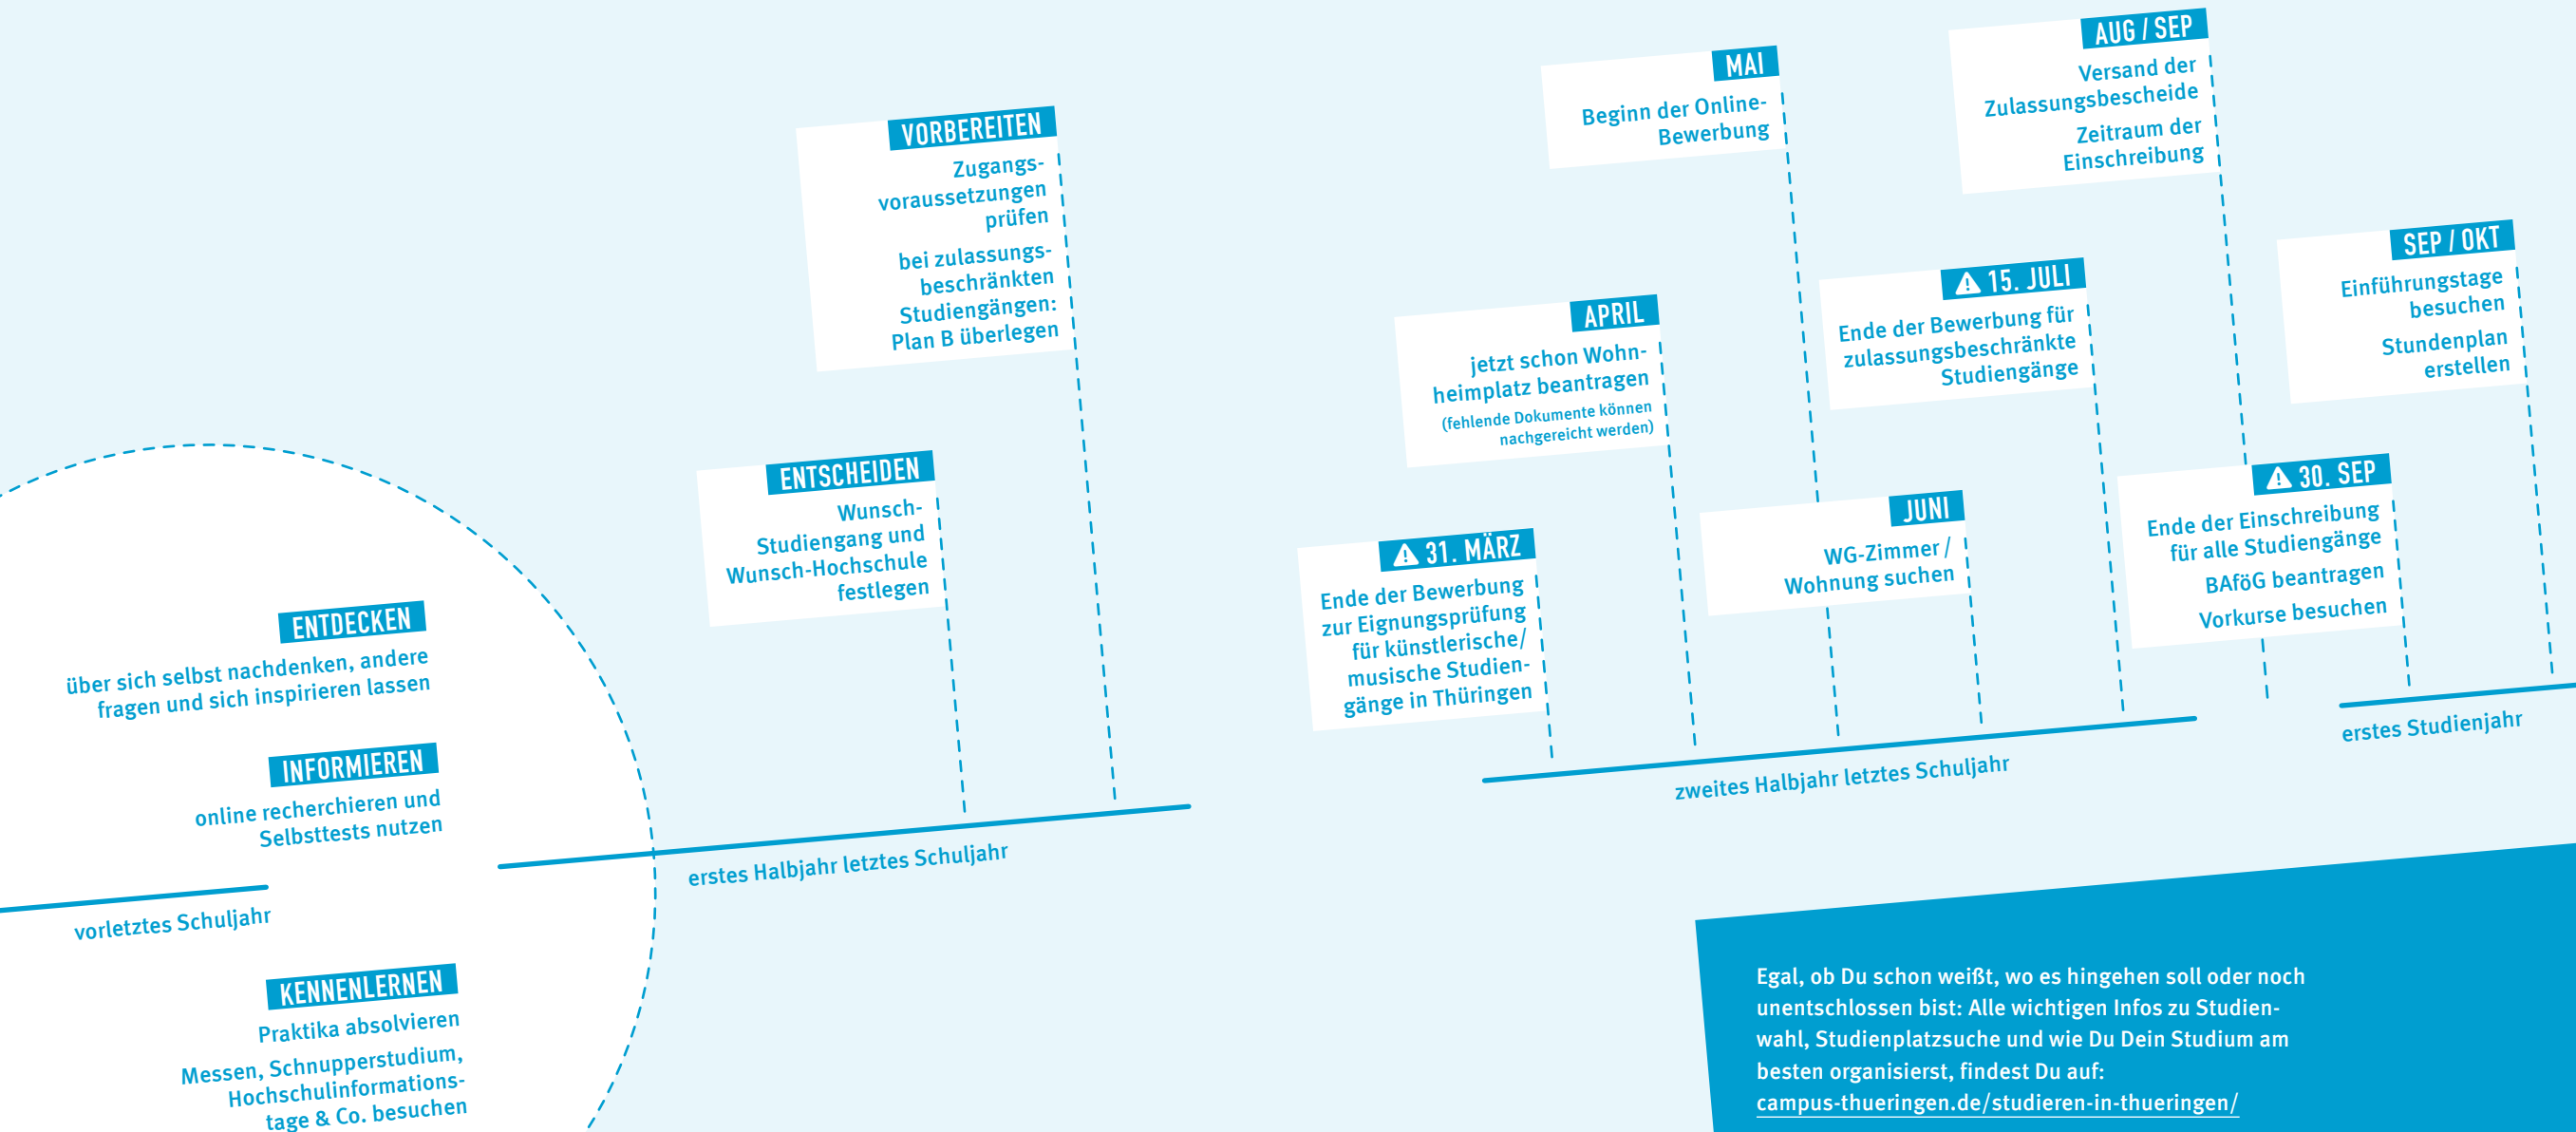 ENTDECKEN
über sich selbst nachdenken, andere
fragen und sich inspirieren lassen
INFORMIEREN
online recherchieren und
Selbsttests nutzen
vorletztes Schuljahr
KENNENLERNEN
Praktika absolvieren
Messen, Schnupperstudium,
Hochschulinformations-
tage & Co. besuchen
ENTSCHEIDEN
Wunsch-
Studiengang und
Wunsch-Hochschule
festlegen
VORBEREITEN
Zugangs-
voraussetzungen
prüfen
bei zulassungs-
beschränkten
Studiengängen:
Plan B überlegen
erstes Halbjahr letztes Schuljahr
31. MÄRZ
Ende der Bewerbung
zur Eignungsprüfung
für künstlerische/
musische Studien-
gänge in Thüringen
APRIL
jetzt schon Wohn-
heimplatz beantragen
(fehlende Dokumente können
nachgereicht werden)
MAI
Beginn der Online-
Bewerbung
JUNI
WG-Zimmer /
Wohnung suchen
15. JULI
Ende der Bewerbung für
zulassungsbeschränkte
Studiengänge
zweites Halbjahr letztes Schuljahr
AUG / SEP
Versand der
Zulassungsbescheide
Zeitraum der
Einschreibung
30. SEP
Ende der Einschreibung
für alle Studiengänge
BAföG beantragen
Vorkurse besuchen
SEP / OKT
Einführungstage
besuchen
Stundenplan
erstellen
erstes Studienjahr
Egal, ob Du schon weißt, wo es hingehen soll oder noch
unentschlossen bist: Alle wichtigen Infos zu Studien-
wahl, Studienplatzsuche und wie Du Dein Studium am
besten organisierst, findest Du auf:
campus-thueringen.de/studieren-in-thueringen/